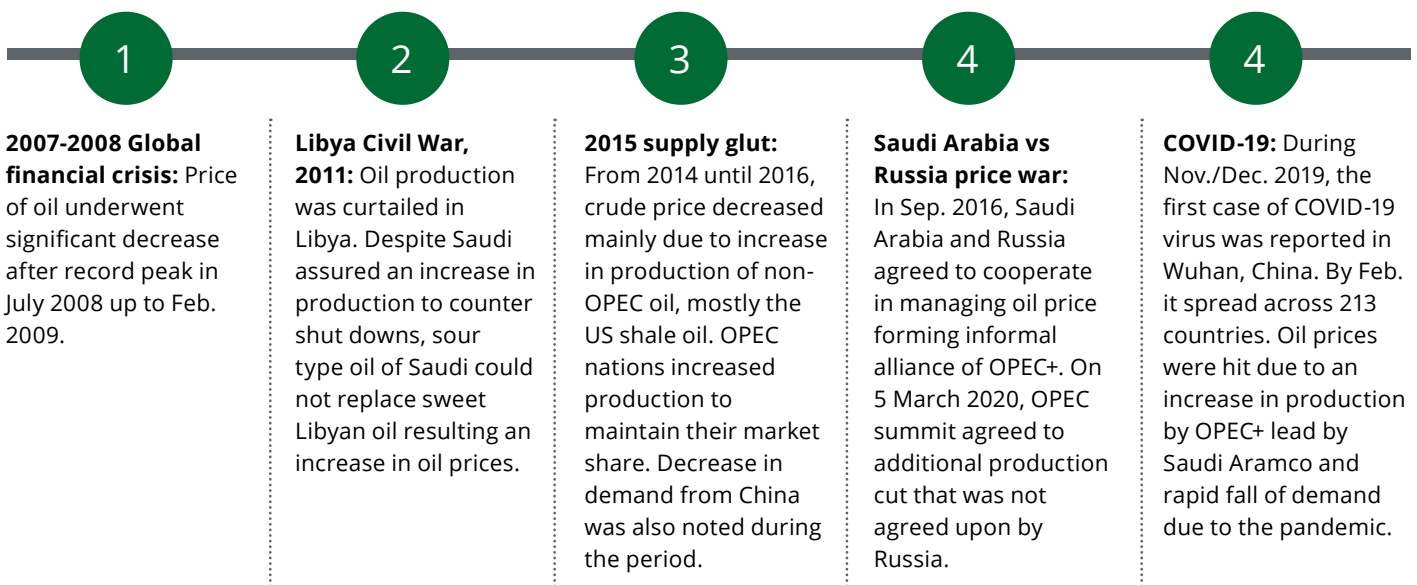 1
2007-2008 Global
financial crisis: Price
of oil underwent
significant decrease
after record peak in
July 2008 up to Feb.
2009.
2
Libya Civil War,
2011: Oil production
was curtailed in
Libya. Despite Saudi
assured an increase in
production to counter
shut downs, sour
type oil of Saudi could
not replace sweet
Libyan oil resulting an
increase in oil prices.
3
2015 supply glut:
From 2014 until 2016,
crude price decreased
mainly due to increase
in production of non-
OPEC oil, mostly the
US shale oil. OPEC
nations increased
production to
maintain their market
share. Decrease in
demand from China
was also noted during
the period.
4
Saudi Arabia vs
Russia price war:
In Sep. 2016, Saudi
Arabia and Russia
agreed to cooperate
in managing oil price
forming informal
alliance of OPEC+. On
5 March 2020, OPEC
summit agreed to
additional production
cut that was not
agreed upon by
Russia.
4
COVID-19: During
Nov./Dec. 2019, the
first case of COVID-19
virus was reported in
Wuhan, China. By Feb.
it spread across 213
countries. Oil prices
were hit due to an
increase in production
by OPEC+ lead by
Saudi Aramco and
rapid fall of demand
due to the pandemic.